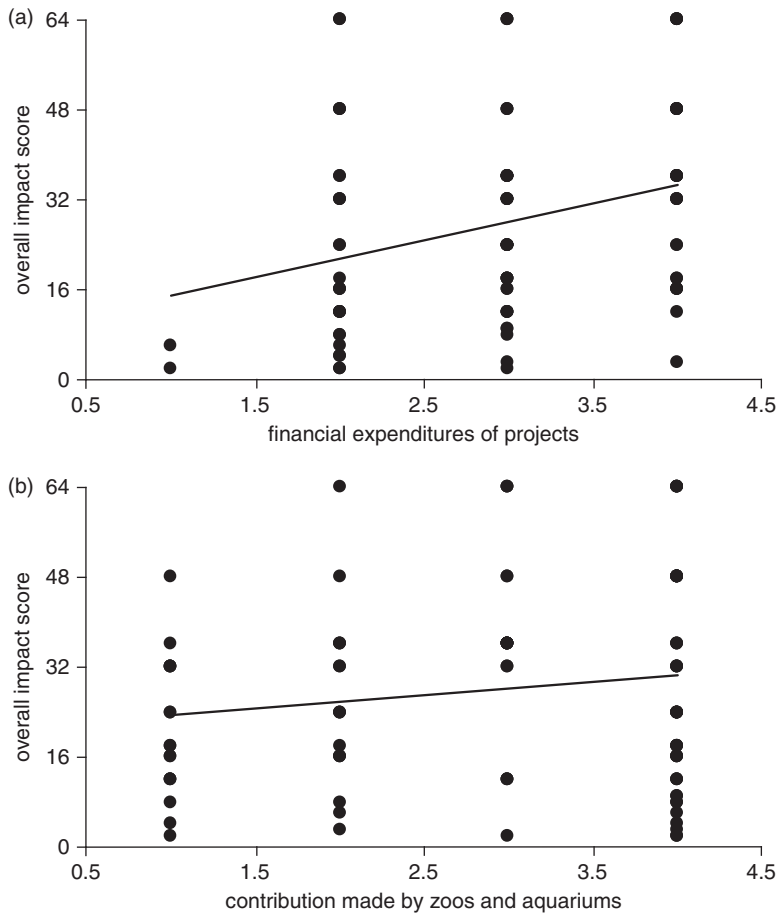 (a)
64
48
32
16
0
overall impact score
0.5 1.5 2.5 3.5 4.5
financial expenditures of projects
(b)
64
48
32
16
0
overall impact score
0.5 1.5 2.5 3.5 4.5
contribution made by zoos and aquariums